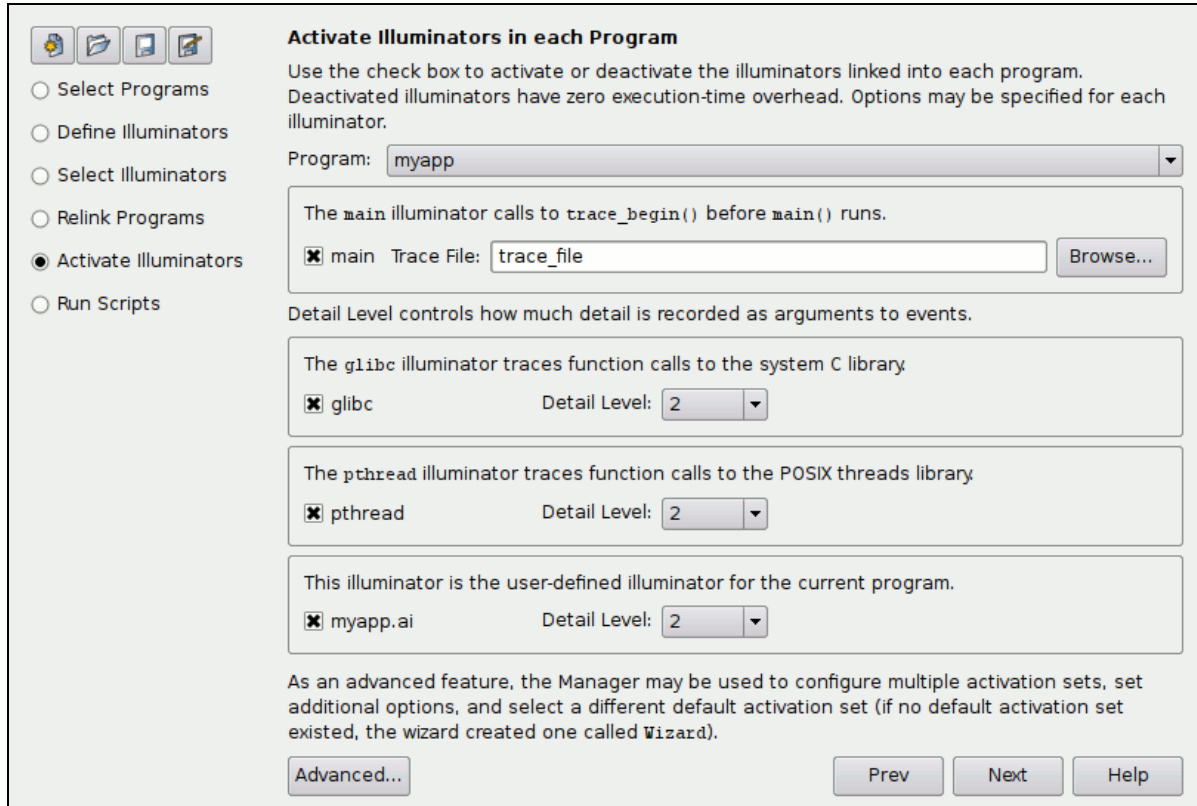 Select Programs
Define Illuminators
Select Illuminators
Relink Programs
Activate Illuminators
Run Scripts
Activate Illuminators in each Program
Use the check box to activate or deactivate the illuminators linked into each program.
Deactivated illuminators have zero execution-time overhead. Options may be specified for each
illuminator.
Program: myapp
The main illuminator calls to trace_begin() before main() runs.
main Trace File: trace_file Browse...
Detail Level controls how much detail is recorded as arguments to events.
The glibc illuminator traces function calls to the system C library.
glibc Detail Level: 2
The pthread illuminator traces function calls to the POSIX threads library.
pthread Detail Level: 2
This illuminator is the user-defined illuminator for the current program.
myapp.ai Detail Level: 2
As an advanced feature, the Manager may be used to configure multiple activation sets, set
additional options, and select a different default activation set (if no default activation set
existed, the wizard created one called Wizard).
Advanced... Prev Next Help